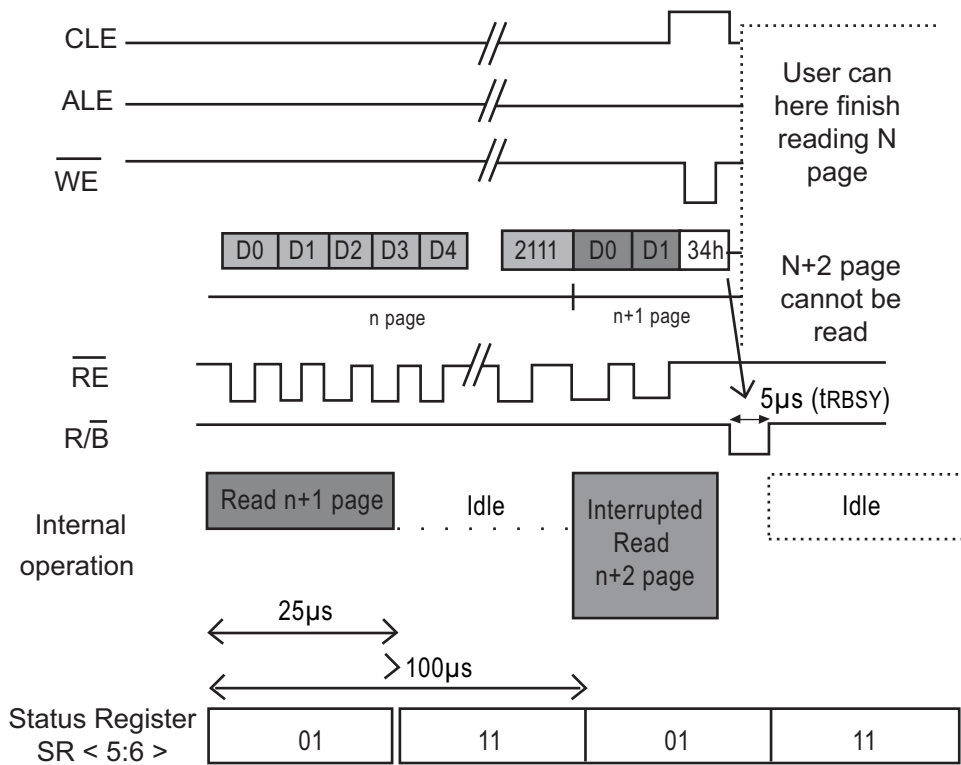 CLE
ALE
WE
User can
here finish
reading N
page
D0 D1 D2 D3 D4 2111 D0 D1 34h
n page n+1 page
N+2 page
cannot be
read
RE
5µs (tRBSY)
R/B
Internal
operation
Read n+1 page
Idle
Interrupted
Read
n+2 page
Idle
25µs
100µs
Status Register
SR < 5:6 >
01 11 01 11